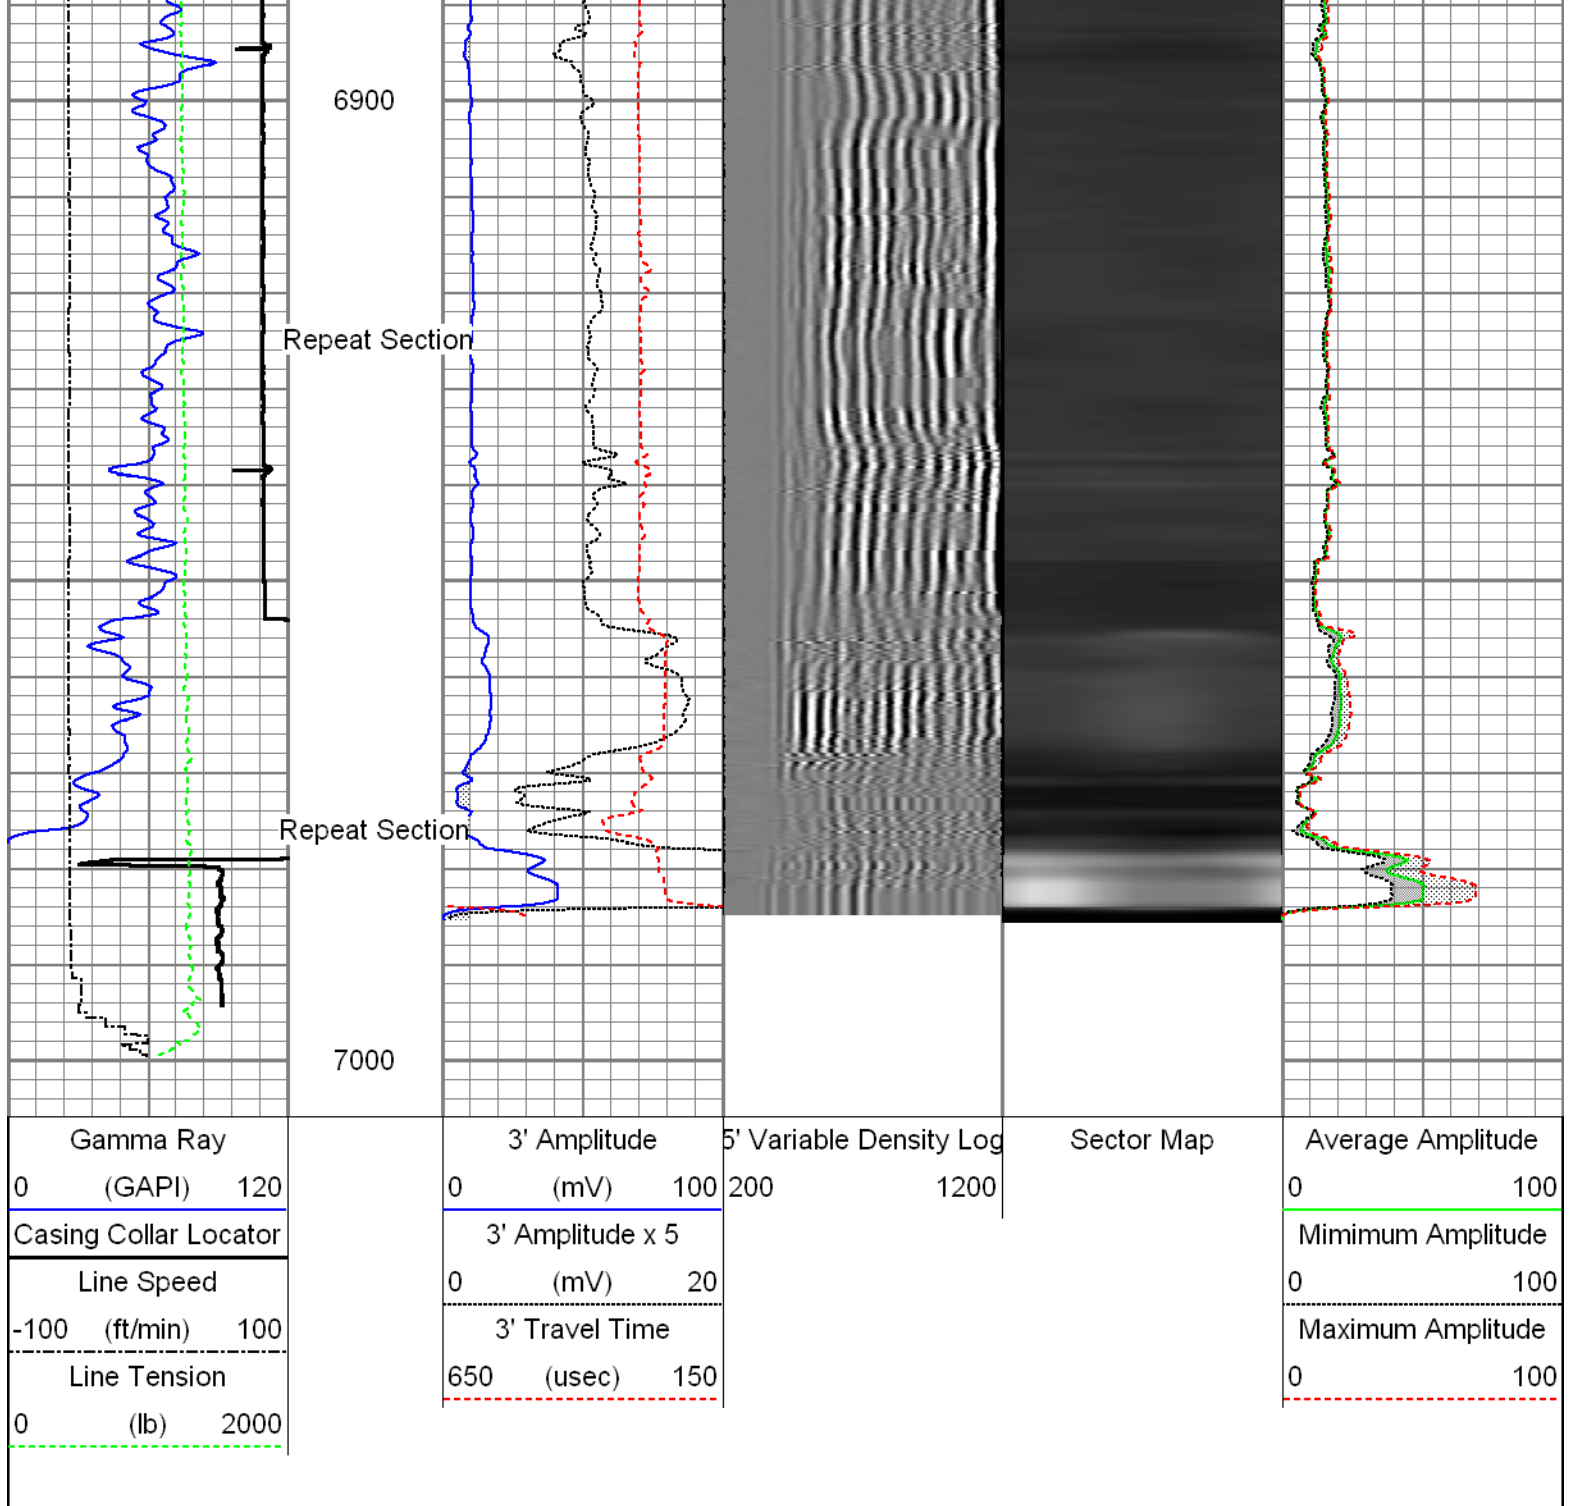 6900
Repeat Section
Repeat Section
7000
Gamma Ray
0 (GAPI) 120
Casing Collar Locator
Line Speed
-100 (ft/min) 100
Line Tension
0 (lb) 2000
3' Amplitude
0 (mV) 100
3' Amplitude x 5
0 (mV) 20
3' Travel Time
650 (usec) 150
5' Variable Density Log
200 1200
Sector Map
Average Amplitude
0 100
Mimimum Amplitude
0 100
Maximum Amplitude
0 100